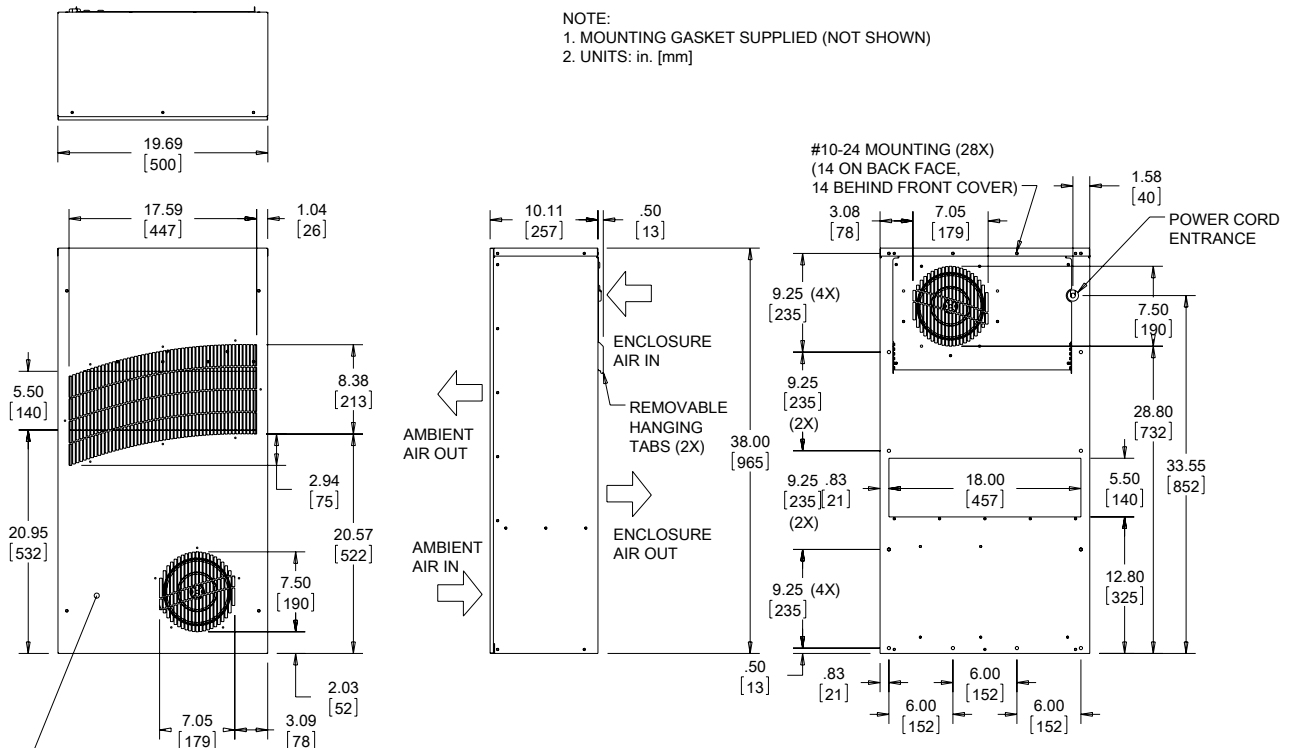 NOTE:
1. MOUNTING GASKET SUPPLIED (NOT SHOWN)
2. UNITS: in. [mm]
19.69
[500]
17.59
[447]
1.04
[26]
5.50
[140]
8.38
[213]
2.94
[75]
20.95
[532]
20.57
[522]
7.50
[190]
2.03
[52]
7.05
[179]
3.09
[78]
10.11
[257]
.50
[13]
ENCLOSURE
AIR IN
REMOVABLE
HANGING
TABS (2X)
AMBIENT
AIR OUT
38.00
[965]
ENCLOSURE
AIR OUT
AMBIENT
AIR IN
#10-24 MOUNTING (28X)
(14 ON BACK FACE,
14 BEHIND FRONT COVER)
1.58
[40]
3.08
[78]
7.05
[179]
POWER CORD
ENTRANCE
9.25 (4X)
[235]
7.50
[190]
9.25
[235]
(2X)
28.80
[732]
33.55
[852]
9.25
[235]
(2X)
.83
[21]
18.00
[457]
5.50
[140]
12.80
[325]
9.25 (4X)
[235]
.50
[13]
.83
[21]
6.00
[152]
6.00
[152]
6.00
[152]